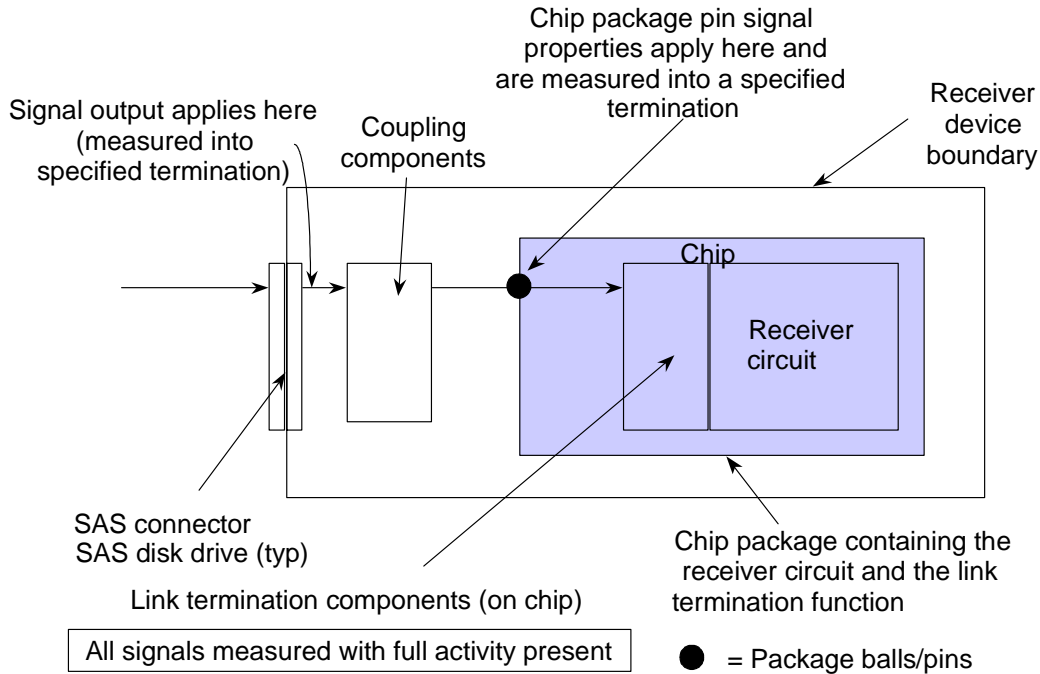 Chip package pin signal
properties apply here and
are measured into a specified
termination
Signal output applies here
(measured into
specified termination)
Coupling
components
Receiver
device
boundary
Chip
Receiver
circuit
SAS connector
SAS disk drive (typ)
Link termination components (on chip)
Chip package containing the
receiver circuit and the link
termination function
All signals measured with full activity present
= Package balls/pins